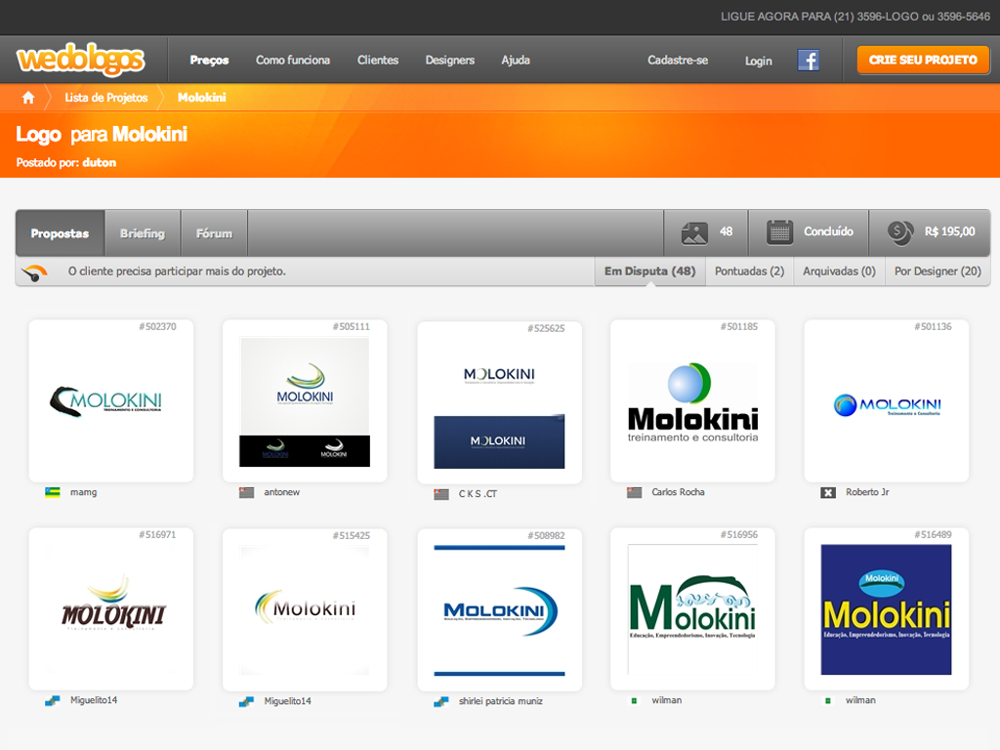 LIGUE AGORA PARA (21) 3596-LOGO ou 3596-5646
wedologos
Preços Como funciona Clientes Designers Ajuda Cadastre-se Login f CRIE SEU PROJETO
Lista de Projetos Molokini
Logo para Molokini
Postado por: duton
Propostas Briefing Fórum 48 Concluído R$ 195,00
O cliente precisa participar mais do projeto. Em Disputa (48) Pontuadas (2) Arquivadas (0) Por Designer (20)
#502370 #505111 #525625 #501185 #501136
MOLOKINI
TREINAMENTO E CONSULTORIA
MOLOKINI
MOLOKINI MOLOKINI
MOLOKINI
MOLOKINI
Molokini
treinamento e consultoria
MOLOKINI
Treinamento e Consultoria
mamg antonew C K S .CT Carlos Rocha Roberto Jr
#516971 #515425 #508982 #516956 #516489
MOLOKINI
treinamento e consultoria
Molokini
Treinamento e consultoria
MOLOKINI
Educação, Empreendedorismo, Inovação, Tecnologia
Molokini
Educação, Empreendedorismo, Inovação, Tecnologia
Molokini
Molokini
Educação, Empreendedorismo, Inovação, Tecnologia
Miguelito14 Miguelito14 shirlei patricia muniz wilman wilman